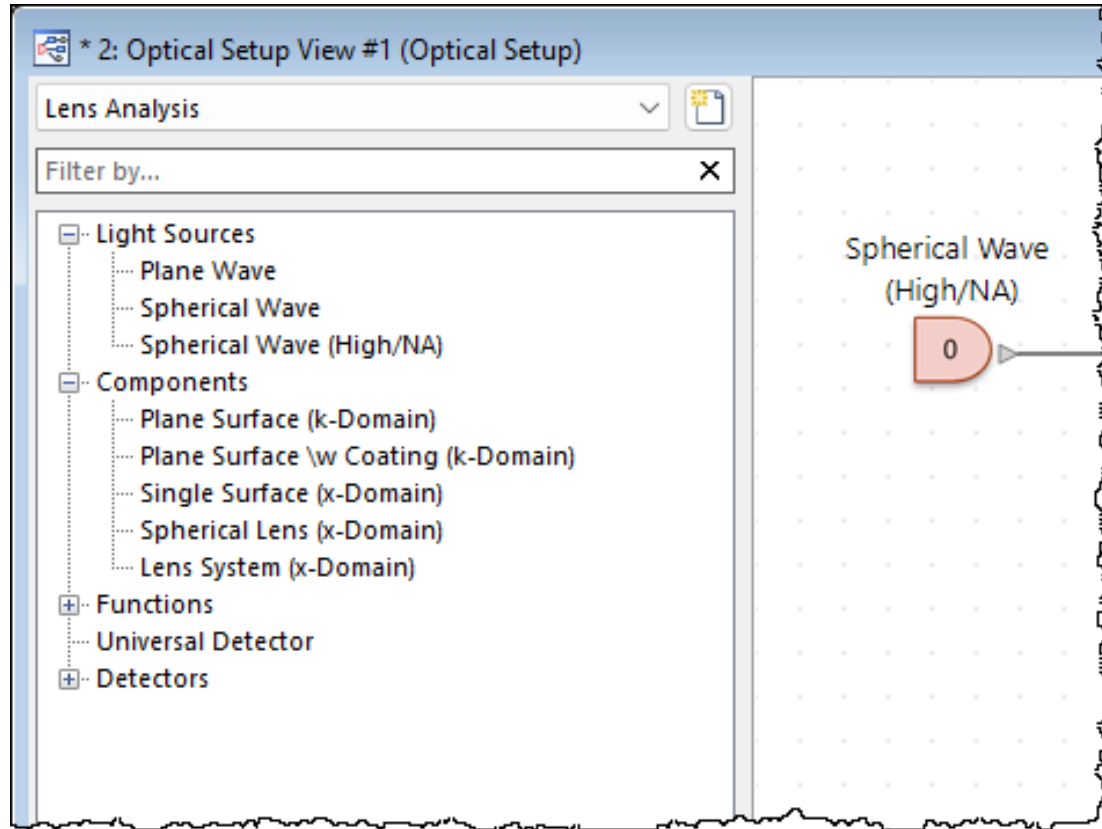 * 2: Optical Setup View #1 (Optical Setup)
Lens Analysis
Filter by...
Light Sources
Plane Wave
Spherical Wave
Spherical Wave (High/NA)
Components
Plane Surface (k-Domain)
Plane Surface \w Coating (k-Domain)
Single Surface (x-Domain)
Spherical Lens (x-Domain)
Lens System (x-Domain)
Functions
Universal Detector
Detectors
Spherical Wave
(High/NA)
0